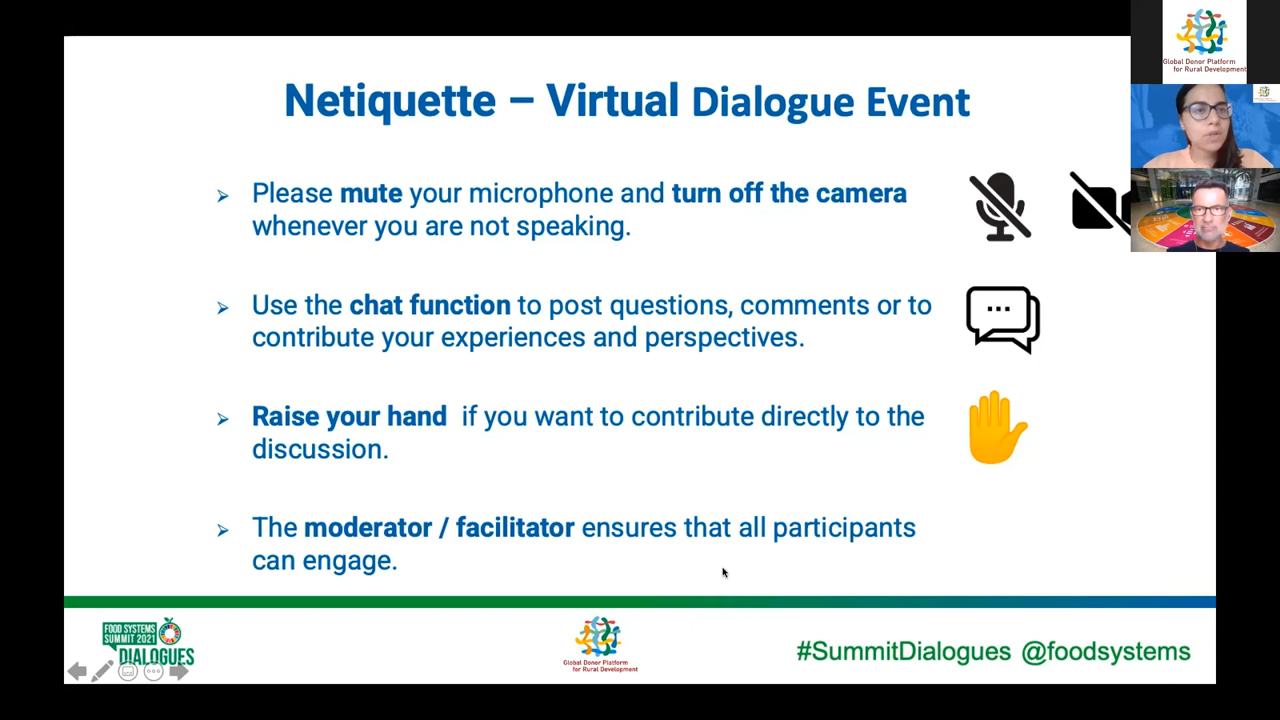 Netiquette – Virtual Dialogue Event
Global Donor Platform
for Rural Development
➢ Please mute your microphone and turn off the camera
whenever you are not speaking.
➢ Use the chat function to post questions, comments or to
contribute your experiences and perspectives.
➢ Raise your hand if you want to contribute directly to the
discussion.
➢ The moderator / facilitator ensures that all participants
can engage.
FOOD SYSTEMS
SUMMIT 2021
DIALOGUES
Global Donor Platform
for Rural Development
#SummitDialogues @foodsystems